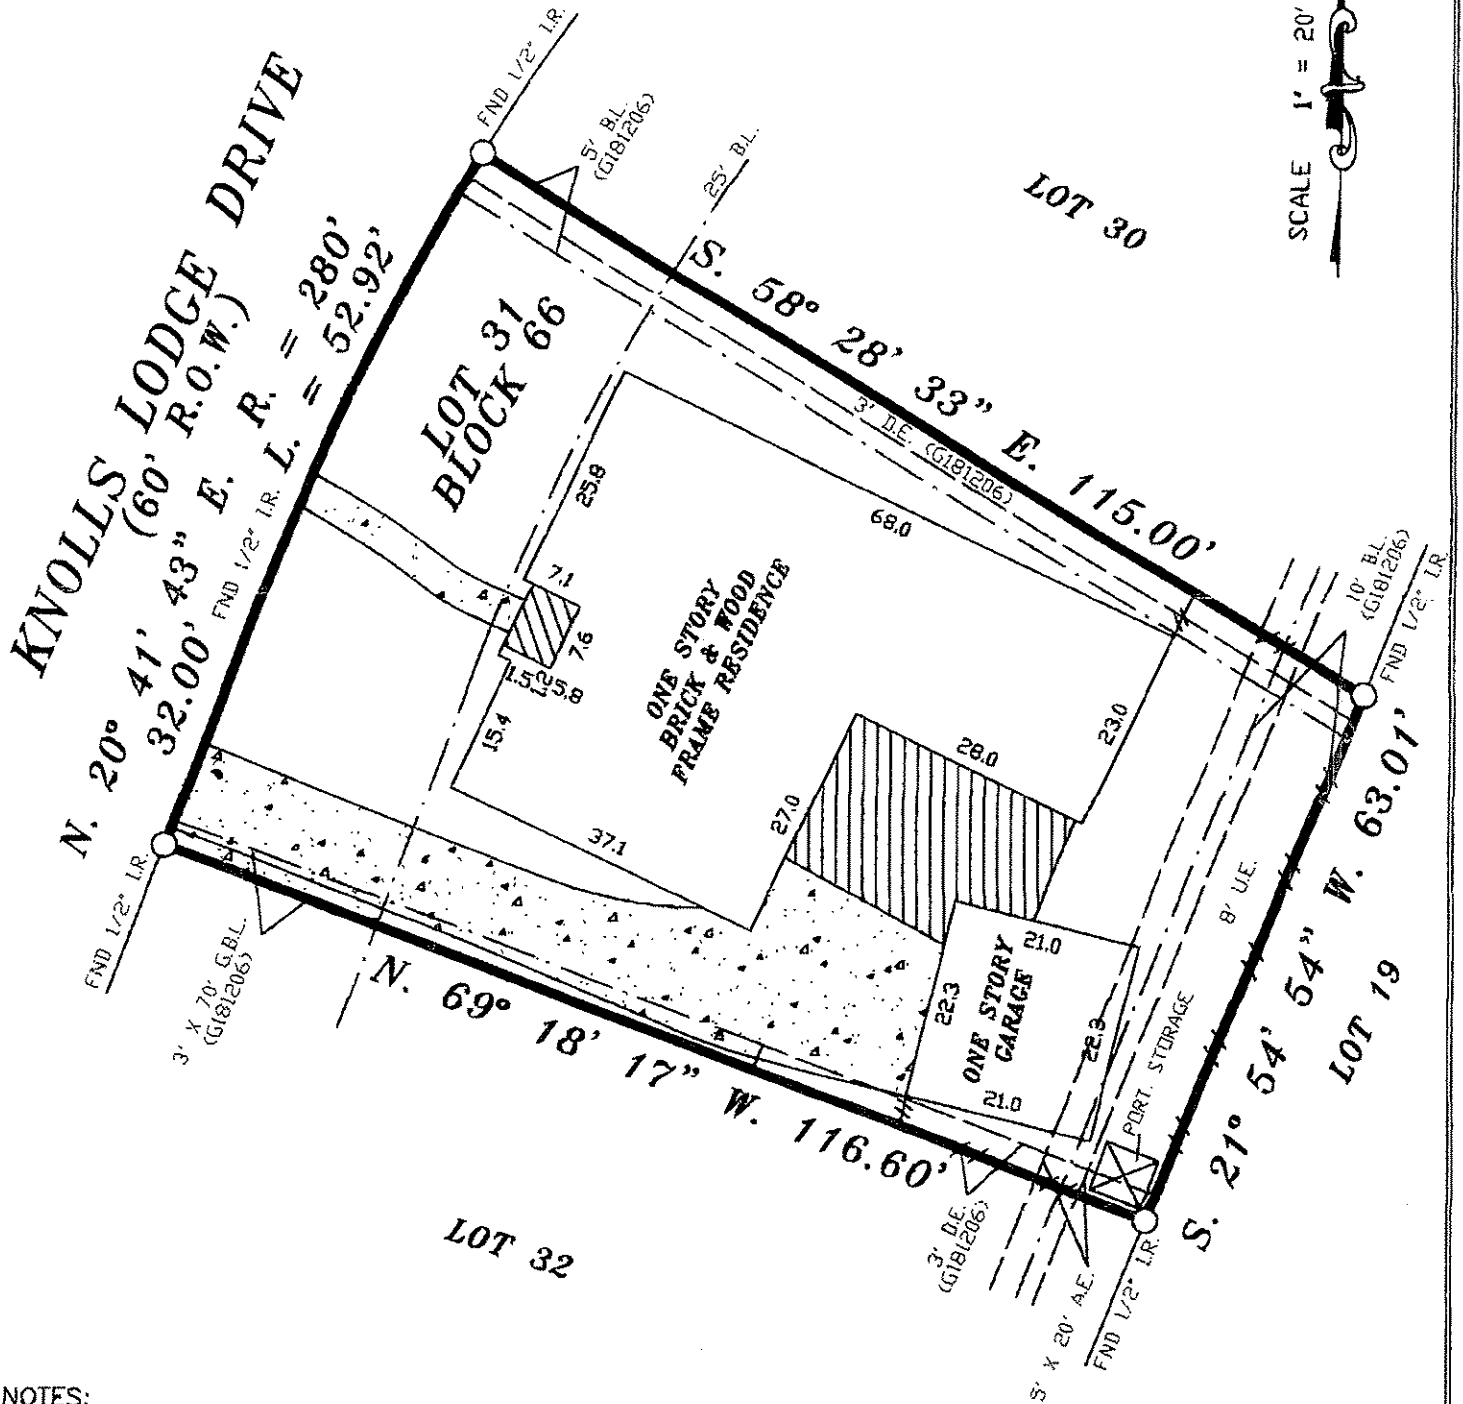 SCALE 1' = 20'
KNOLLS LODGE DRIVE
(60' R.O.W.)
R. = 280'
L. = 52.92'
N. 20° 41' 43" E.
32.00'
FND 1/2" I.R.
FND 1/2" I.R.
FND 1/2" I.R.
FND 1/2" I.R.
FND 1/2" I.R.
5' B.L.
(G181206)
25' B.L.
LOT 30
S. 58° 28' 33" E. 115.00'
3' D.E. (G181206)
LOT 31
BLOCK 66
25.8
68.0
7.1
7.6
1.5
5.8
15.4
37.1
27.0
28.0
23.0
ONE STORY
BRICK & WOOD
FRAME RESIDENCE
10' B.L.
(G181206)
S. 21° 54' 54" W. 63.01'
8' U.E.
LOT 19
PORT. STORAGE
ONE STORY
GARAGE
21.0
22.3
22.3
21.0
3' X 70' G.B.L.
(G181206)
N. 69° 18' 17" W. 116.60'
LOT 32
3' D.E.
(G181206)
5' X 20' A.E.
NOTES: